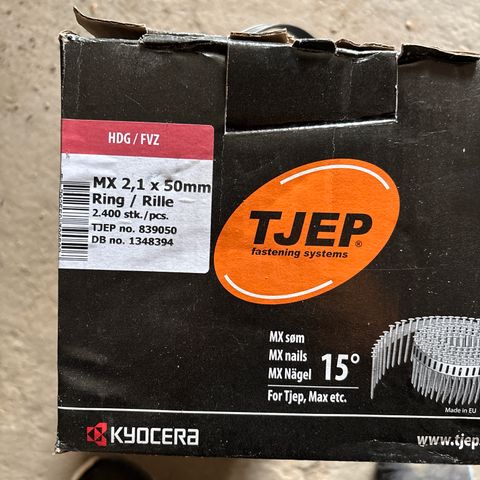 HDG / FVZ
MX 2,1 x 50mm
Ring / Rille
2.400 stk./pcs.
TJEP no. 839050
DB no. 1348394
TJEP®
fastening systems
MX søm
MX nails
MX Nägel
15°
For Tjep, Max etc.
Made in EU
KYOCERA
www.tjep.